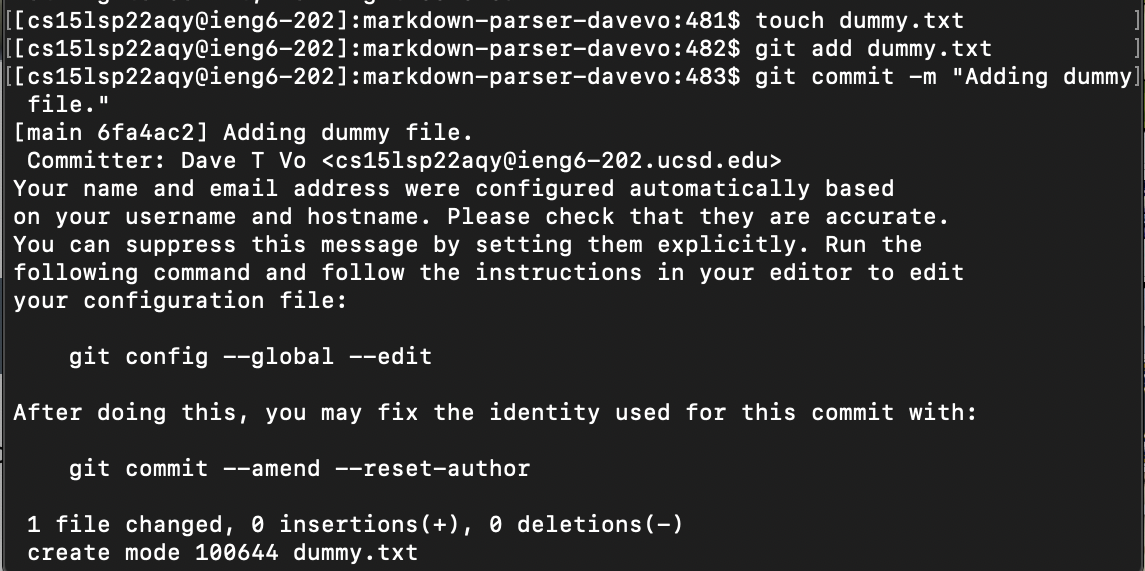 [[cs15lsp22aqy@ieng6-202]:markdown-parser-davevo:481$ touch dummy.txt ]
[[cs15lsp22aqy@ieng6-202]:markdown-parser-davevo:482$ git add dummy.txt ]
[[cs15lsp22aqy@ieng6-202]:markdown-parser-davevo:483$ git commit -m "Adding dummy]
 file."
[main 6fa4ac2] Adding dummy file.
 Committer: Dave T Vo <cs15lsp22aqy@ieng6-202.ucsd.edu>
Your name and email address were configured automatically based
on your username and hostname. Please check that they are accurate.
You can suppress this message by setting them explicitly. Run the
following command and follow the instructions in your editor to edit
your configuration file:

    git config --global --edit

After doing this, you may fix the identity used for this commit with:

    git commit --amend --reset-author

 1 file changed, 0 insertions(+), 0 deletions(-)
 create mode 100644 dummy.txt